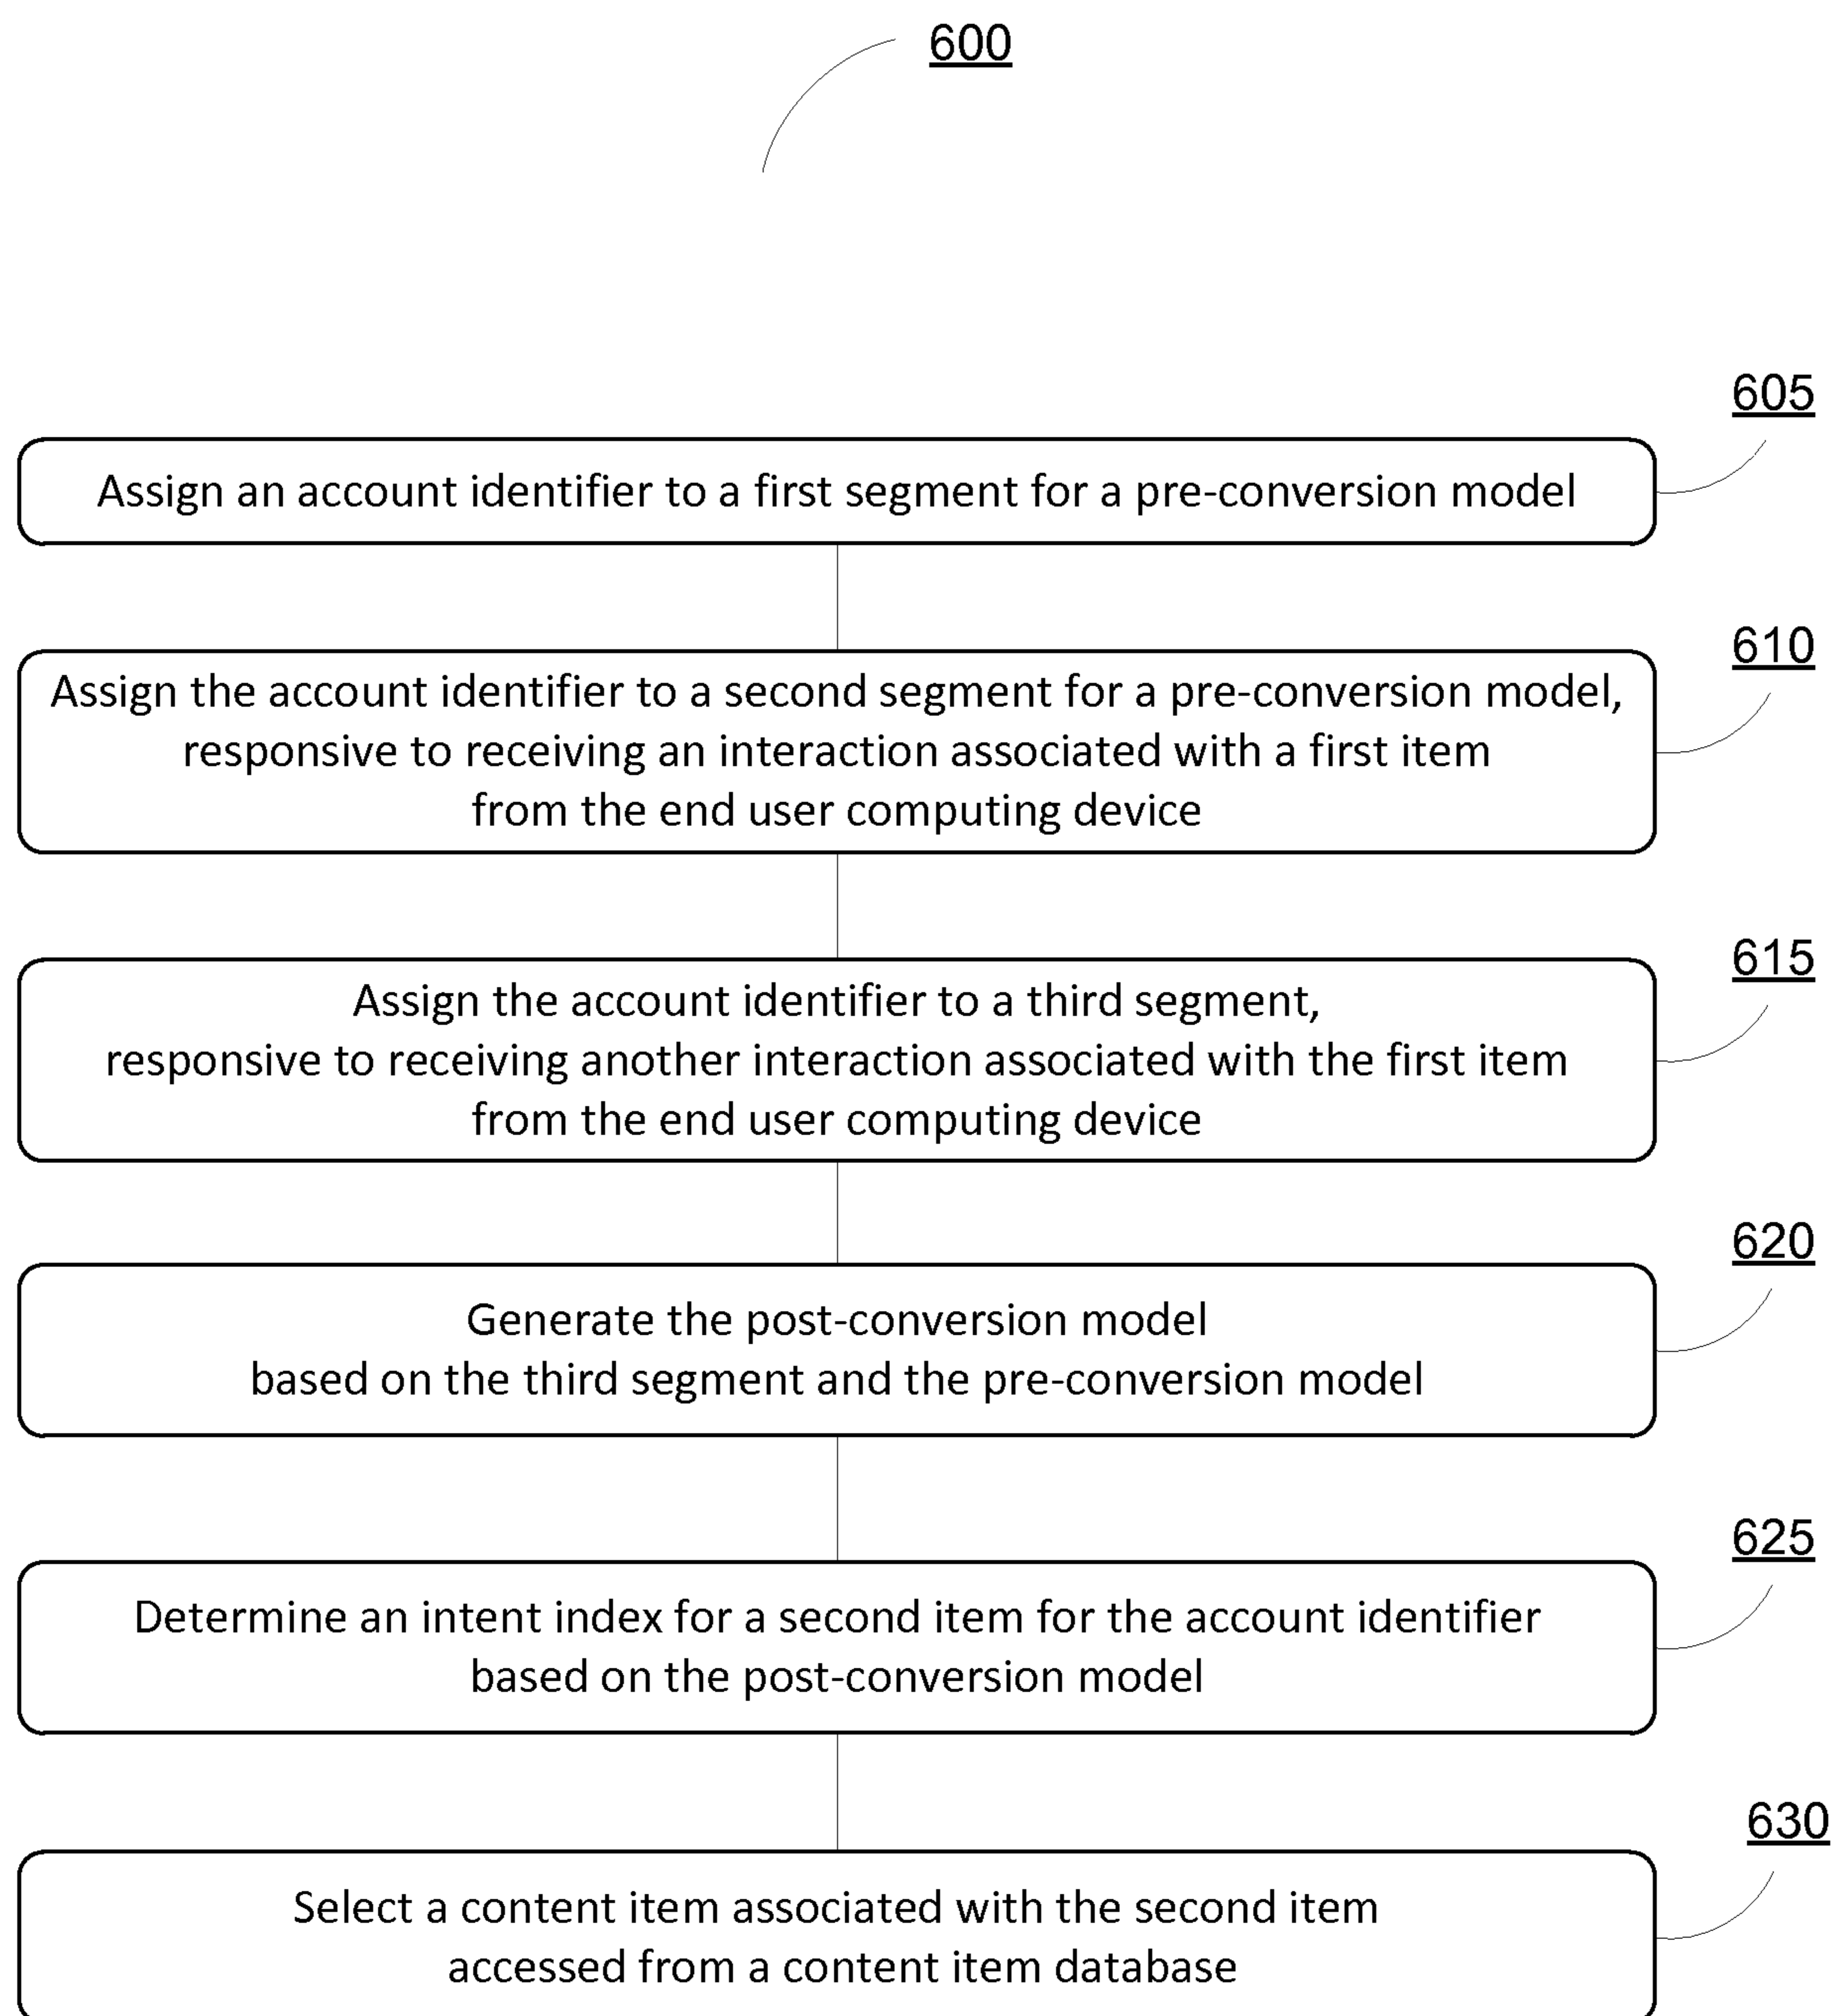 600
605
Assign an account identifier to a first segment for a pre-conversion model
610
Assign the account identifier to a second segment for a pre-conversion model,
responsive to receiving an interaction associated with a first item
from the end user computing device
615
Assign the account identifier to a third segment,
responsive to receiving another interaction associated with the first item
from the end user computing device
620
Generate the post-conversion model
based on the third segment and the pre-conversion model
625
Determine an intent index for a second item for the account identifier
based on the post-conversion model
630
Select a content item associated with the second item
accessed from a content item database